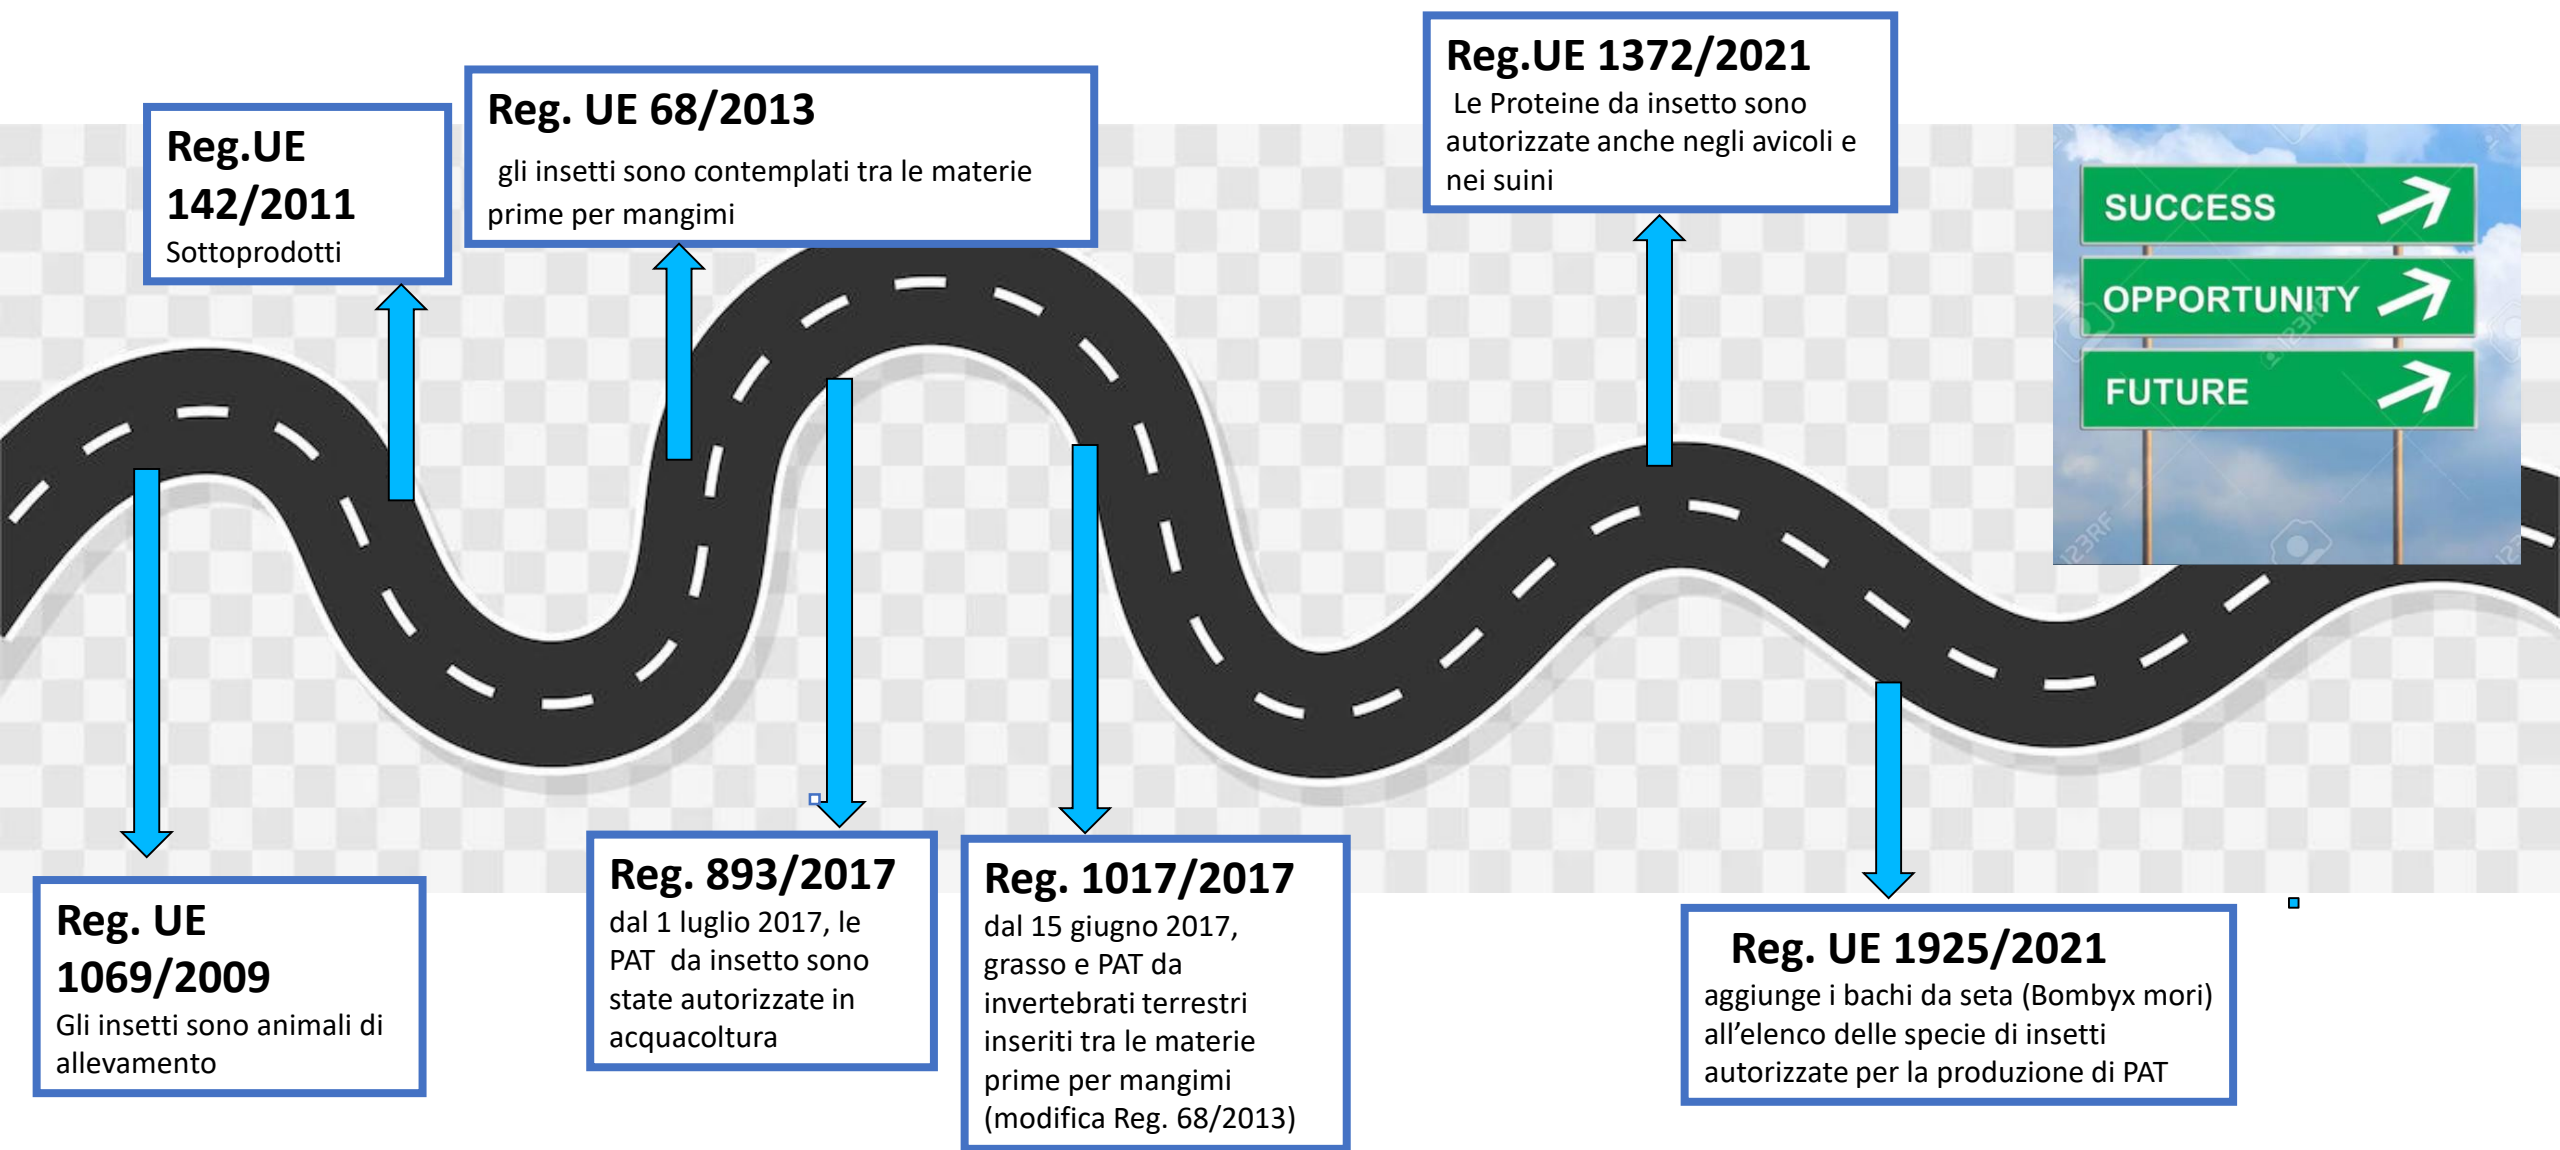 Reg.UE
142/2011
Sottoprodotti
Reg. UE 68/2013
gli insetti sono contemplati tra le materie
prime per mangimi
Reg.UE 1372/2021
Le Proteine da insetto sono
autorizzate anche negli avicoli e
nei suini
SUCCESS
OPPORTUNITY
FUTURE
123RF
123RF
Reg. UE
1069/2009
Gli insetti sono animali di
allevamento
Reg. 893/2017
dal 1 luglio 2017, le
PAT da insetto sono
state autorizzate in
acquacoltura
Reg. 1017/2017
dal 15 giugno 2017,
grasso e PAT da
invertebrati terrestri
inseriti tra le materie
prime per mangimi
(modifica Reg. 68/2013)
Reg. UE 1925/2021
aggiunge i bachi da seta (Bombyx mori)
all’elenco delle specie di insetti
autorizzate per la produzione di PAT